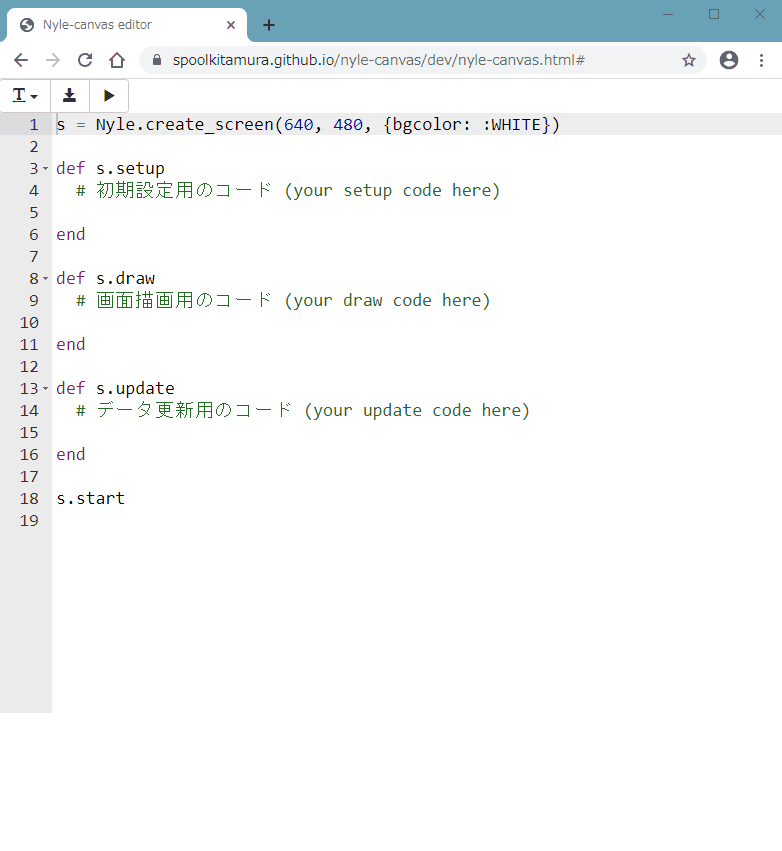 Nyle-canvas editor
spoolkitamura.github.io/nyle-canvas/dev/nyle-canvas.html#
T
1 s = Nyle.create_screen(640, 480, {bgcolor: :WHITE})
2
3 def s.setup
4 # 初期設定用のコード (your setup code here)
5
6 end
7
8 def s.draw
9 # 画面描画用のコード (your draw code here)
10
11 end
12
13 def s.update
14 # データ更新用のコード (your update code here)
15
16 end
17
18 s.start
19